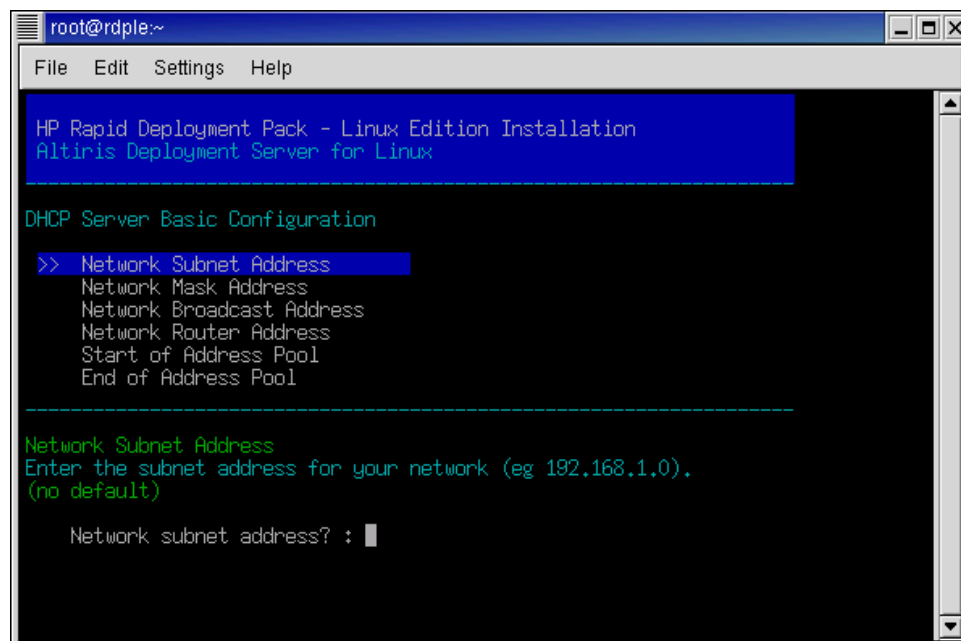 root@rdple:~
File Edit Settings Help
HP Rapid Deployment Pack - Linux Edition Installation
Altiris Deployment Server for Linux
DHCP Server Basic Configuration
>> Network Subnet Address
Network Mask Address
Network Broadcast Address
Network Router Address
Start of Address Pool
End of Address Pool
Network Subnet Address
Enter the subnet address for your network (eg 192.168.1.0).
(no default)
Network subnet address? :